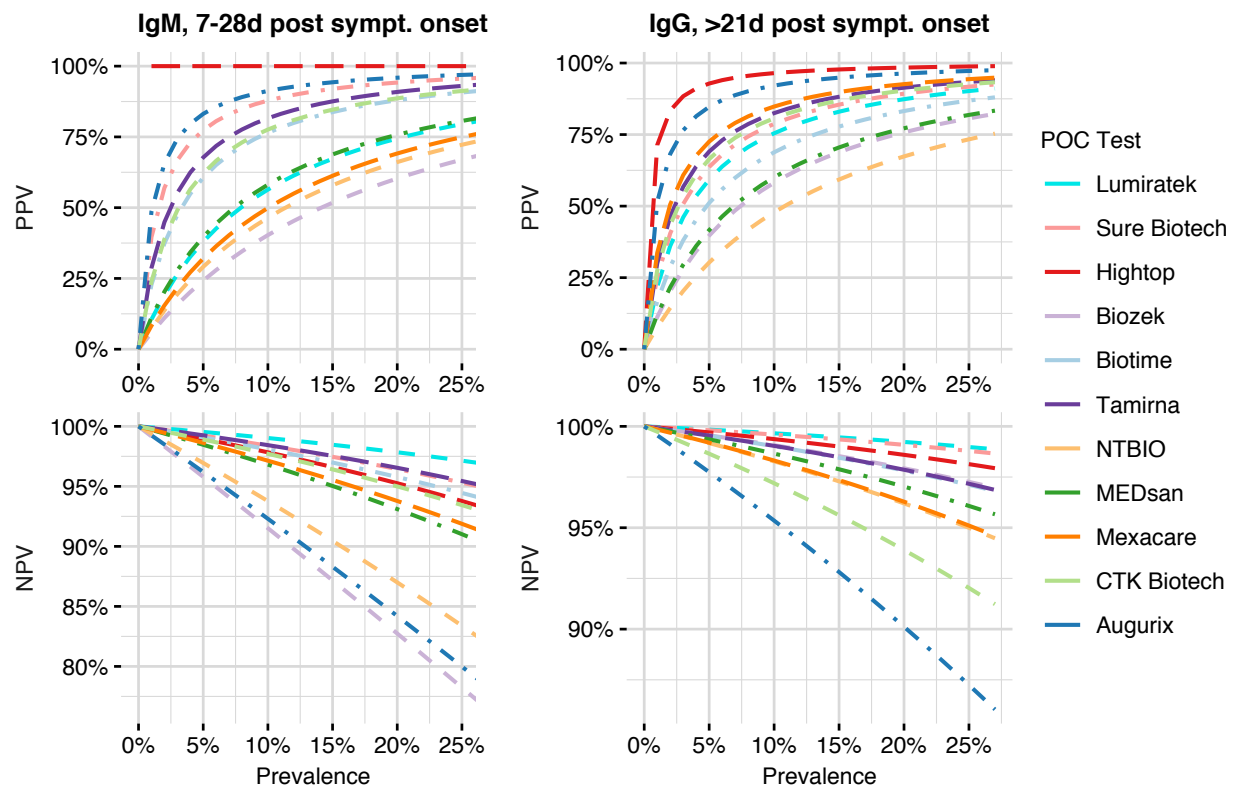 IgM, 7-28d post sympt. onset
IgG, >21d post sympt. onset
100%
75%
50%
25%
0%
PPV
0% 5% 10% 15% 20% 25%
100%
75%
50%
25%
0%
PPV
0% 5% 10% 15% 20% 25%
100%
95%
90%
85%
80%
NPV
0% 5% 10% 15% 20% 25%
Prevalence
100%
95%
90%
NPV
0% 5% 10% 15% 20% 25%
Prevalence
POC Test
Lumiratek
Sure Biotech
Hightop
Biozek
Biotime
Tamirna
NTBIO
MEDsan
Mexacare
CTK Biotech
Augurix